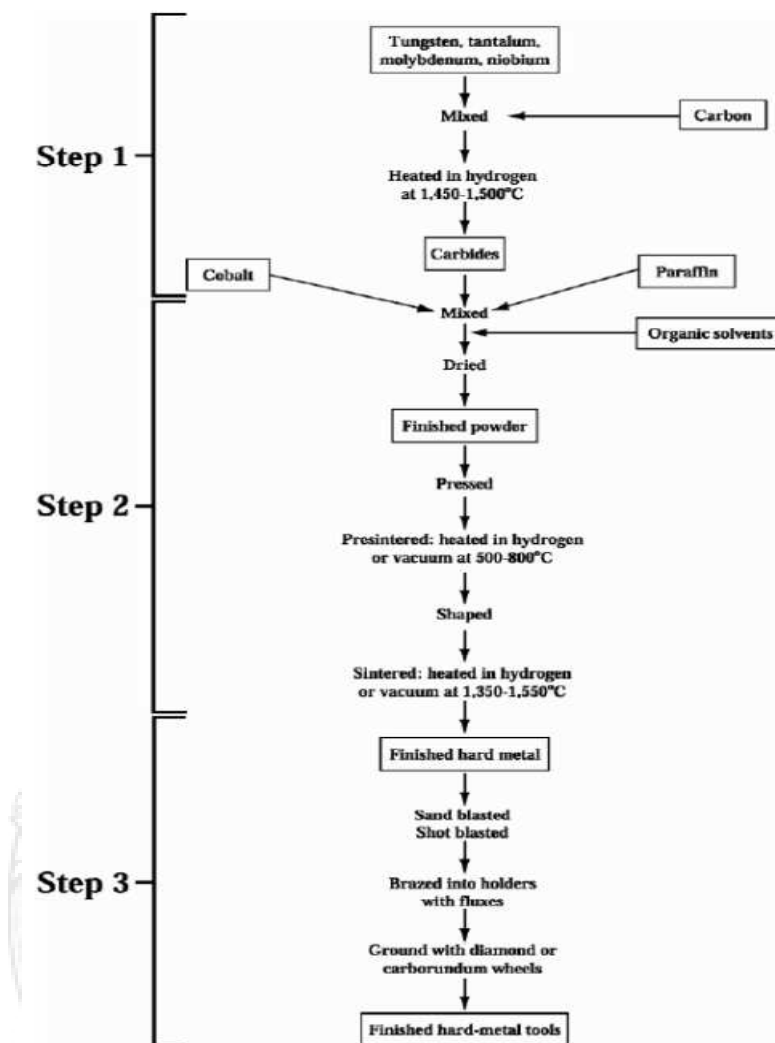 Tungsten, tantalum,
molybdenum, niobium
Mixed
Carbon
Step 1
Heated in hydrogen
at 1,450-1,500°C
Carbides
Cobalt
Paraffin
Mixed
Organic solvents
Dried
Finished powder
Pressed
Step 2
Presintered: heated in hydrogen
or vacuum at 500-800°C
Shaped
Sintered: heated in hydrogen
or vacuum at 1,350-1,550°C
Finished hard metal
Sand blasted
Shot blasted
Step 3
Brazed into holders
with fluxes
Ground with diamond or
carborundum wheels
Finished hard-metal tools